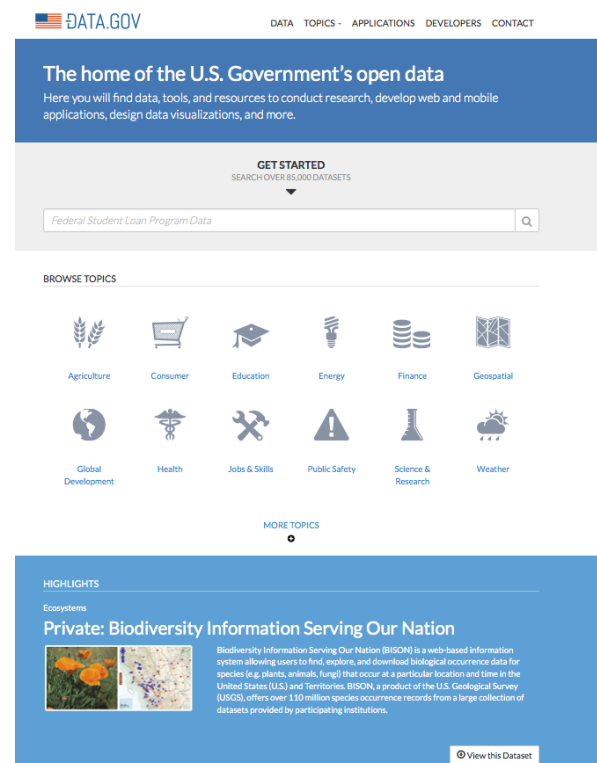 DATA.GOV
DATA TOPICS - APPLICATIONS DEVELOPERS CONTACT
The home of the U.S. Government's open data
Here you will find data, tools, and resources to conduct research, develop web and mobile
applications, design data visualizations, and more.
GET STARTED
SEARCH OVER 85,000 DATASETS
Federal Student Loan Program Data
BROWSE TOPICS
Agriculture Consumer Education Energy Finance Geospatial
Global Health Jobs & Skills Public Safety Science & Weather
Development Research
MORE TOPICS
HIGHLIGHTS
Ecosystems
Private: Biodiversity Information Serving Our Nation
Biodiversity Information Serving Our Nation (BISON) is a web-based information
system allowing users to find, explore, and download biological occurrence data for
species (e.g. plants, animals, fungi) that occur at a particular location and time in the
United States (U.S.) and Territories. BISON, a product of the U.S. Geological Survey
(USGS), offers over 110 million species occurrence records from a large collection of
datasets provided by participating institutions.
View this Dataset